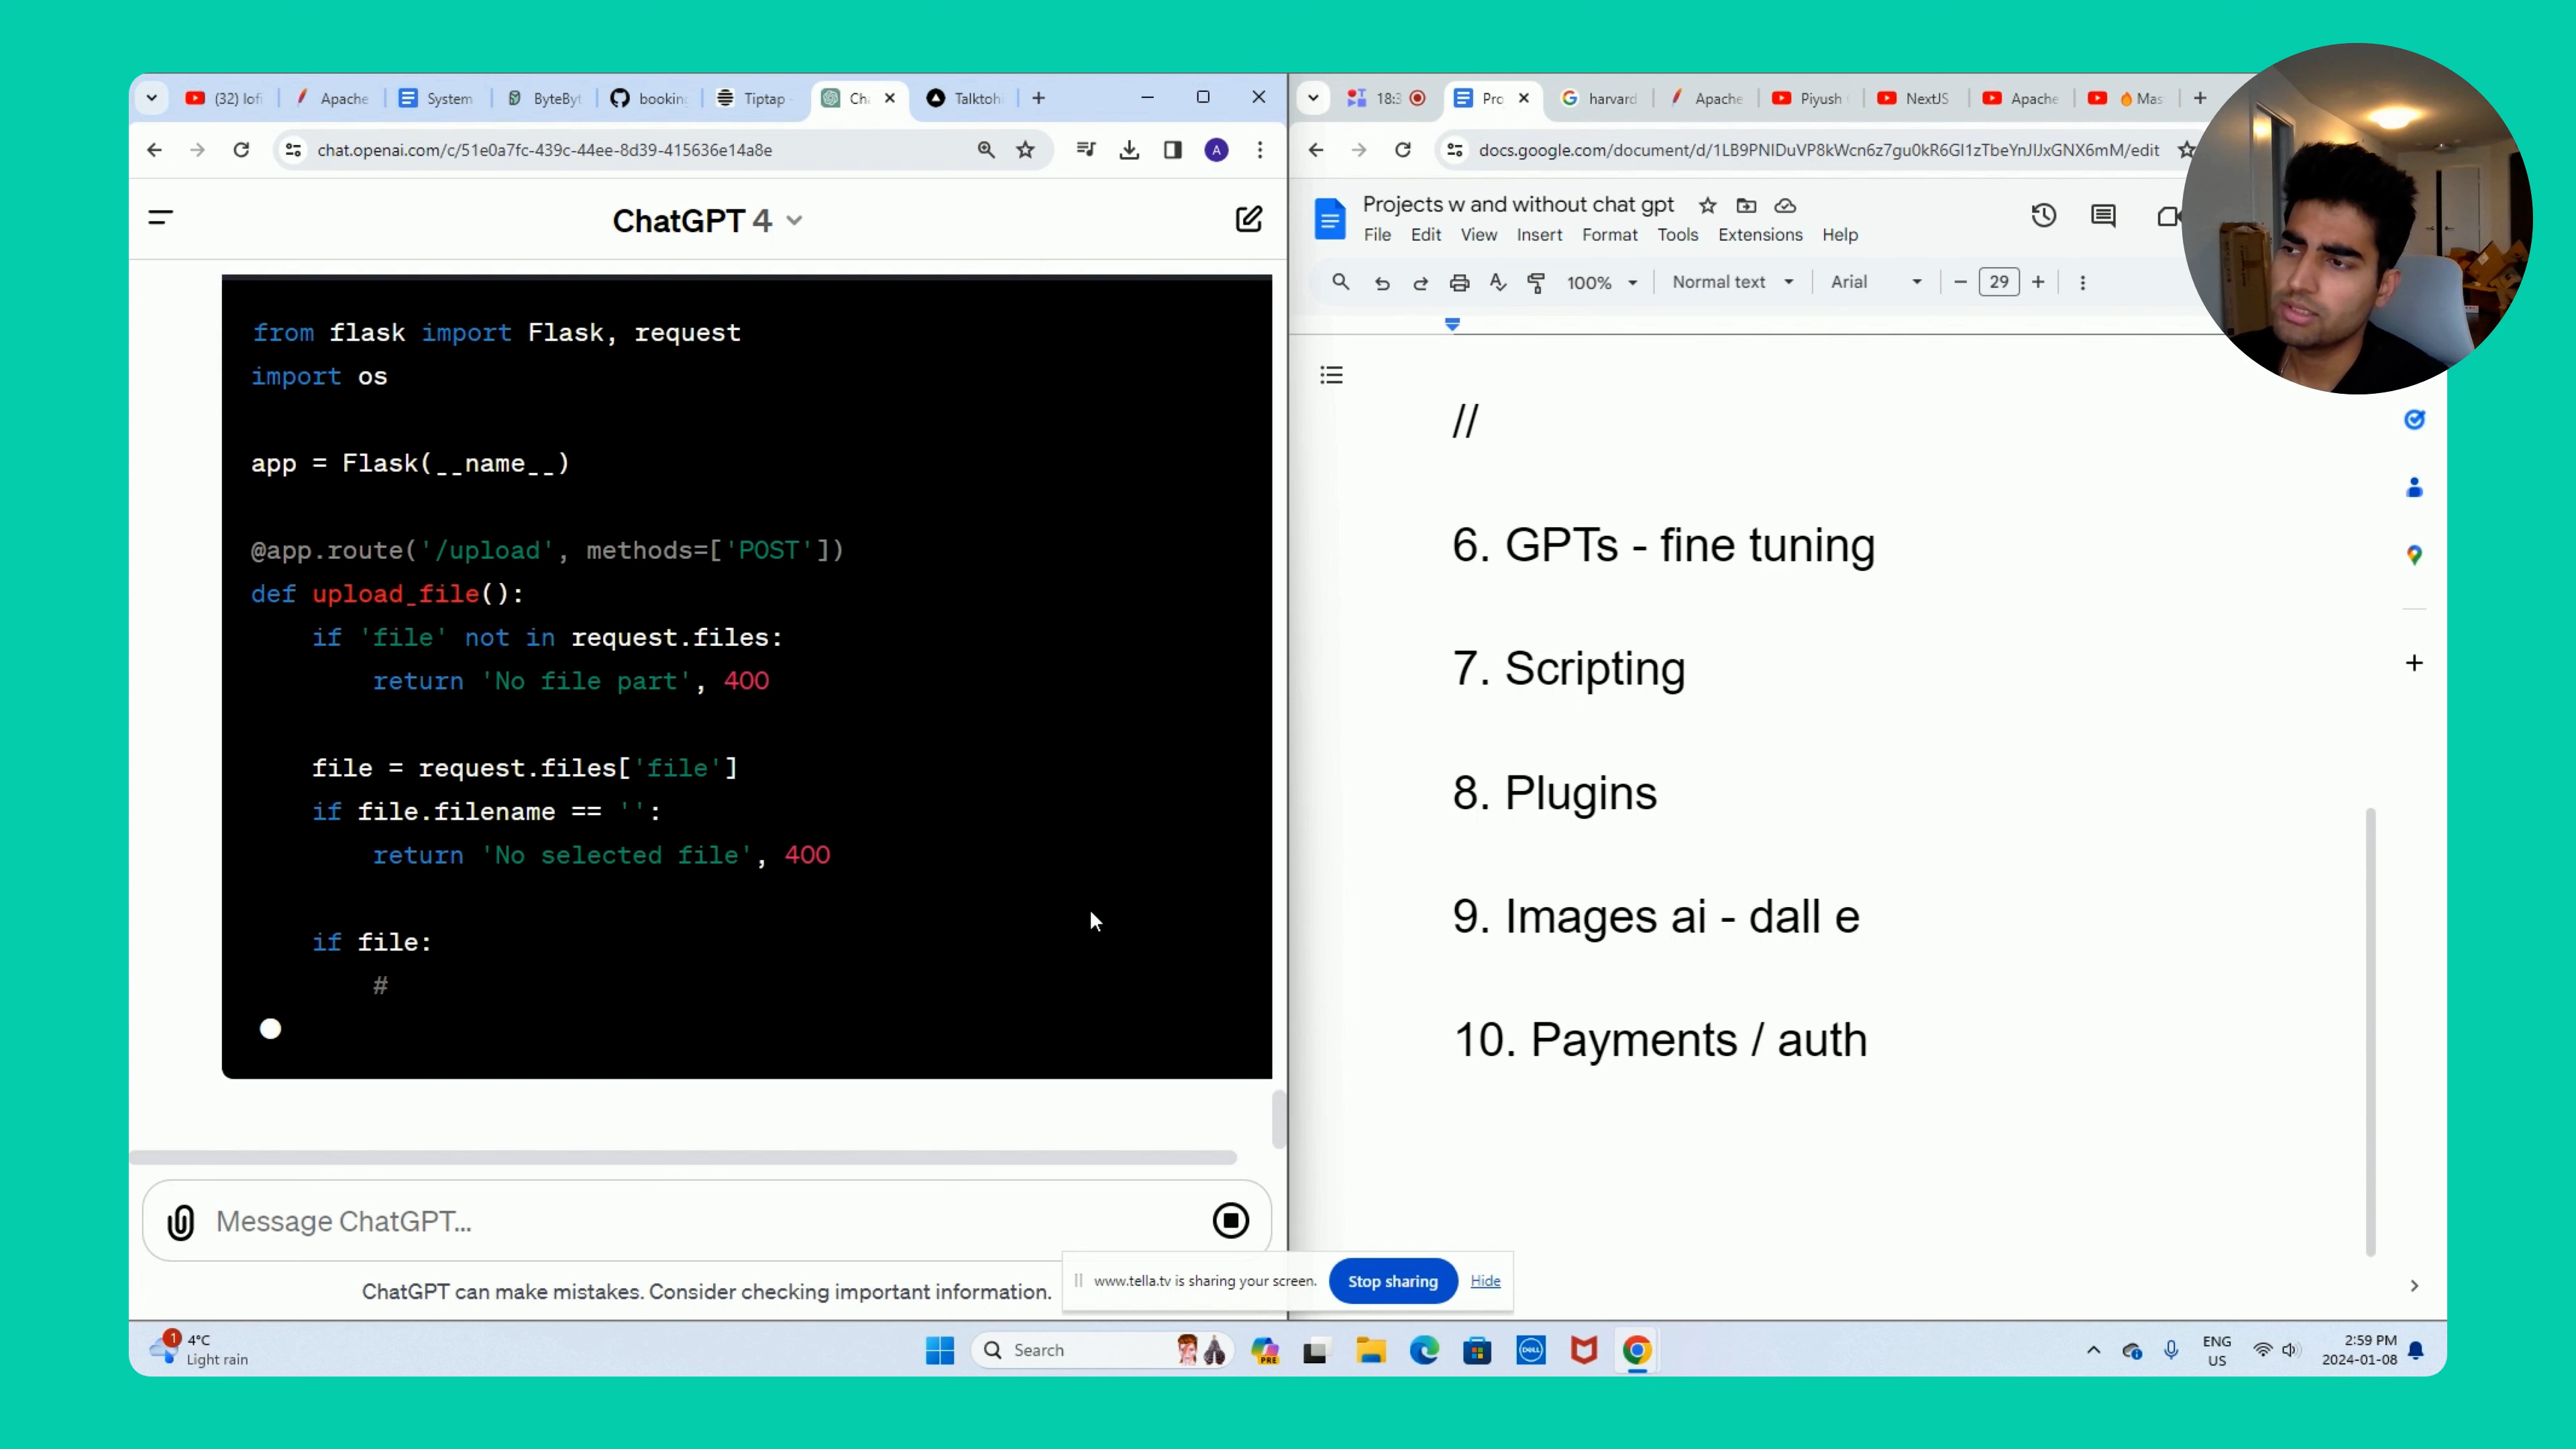 (32) lofi
Apache
System
ByteByt
bookin
Tiptap
Ch
Talktohi
chat.openai.com/c/51e0a7fc-439c-44ee-8d39-415636e14a8e
A
ChatGPT 4
from flask import Flask, request
import os
app = Flask(__name__)
@app.route('/upload', methods=['POST'])
def upload_file():
if 'file' not in request.files:
return 'No file part', 400
file = request.files['file']
if file.filename == '':
return 'No selected file', 400
if file:
#
Message ChatGPT...
ChatGPT can make mistakes. Consider checking important information.
18:3
Pro
harvard
Apache
Piyush
NextJS
Apache
Mas
docs.google.com/document/d/1LB9PNIDuVP8kWcn6z7gu0kR6GI1zTbeYnJIJxGNX6mM/edit
Projects w and without chat gpt
File Edit View Insert Format Tools Extensions Help
100% Normal text Arial 29
//
6. GPTs - fine tuning
7. Scripting
8. Plugins
9. Images ai - dall e
10. Payments / auth
www.tella.tv is sharing your screen. Stop sharing Hide
1
4°C
Light rain
Search
PRE
DELL
ENG
US
2:59 PM
2024-01-08